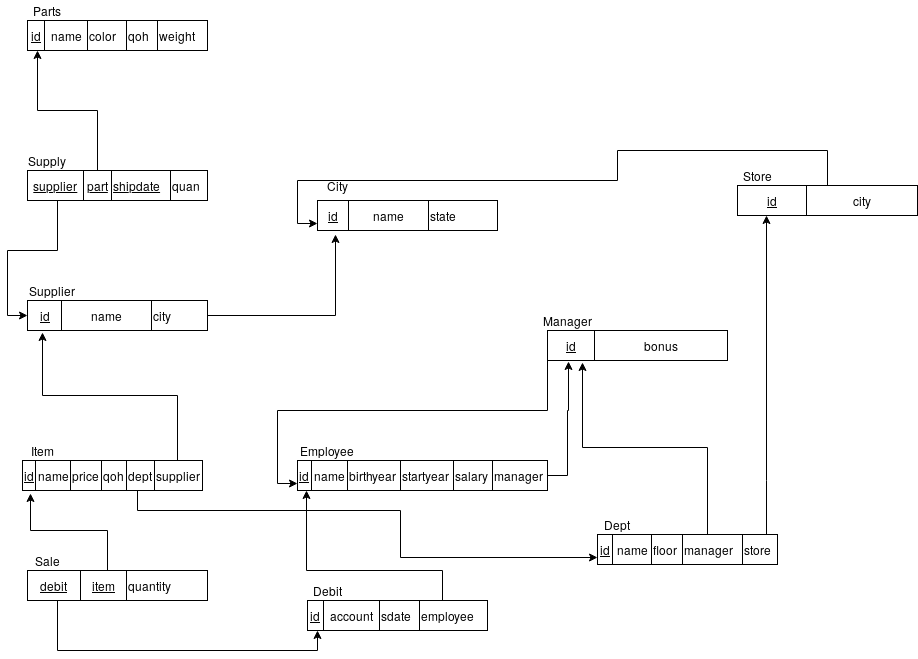 Parts
id name color qoh weight
Supply
supplier part shipdate quan
City
id name state
Store
id city
Supplier
id name city
Manager
id bonus
Item
id name price qoh dept supplier
Employee
id name birthyear startyear salary manager
Dept
id name floor manager store
Sale
debit item quantity
Debit
id account sdate employee